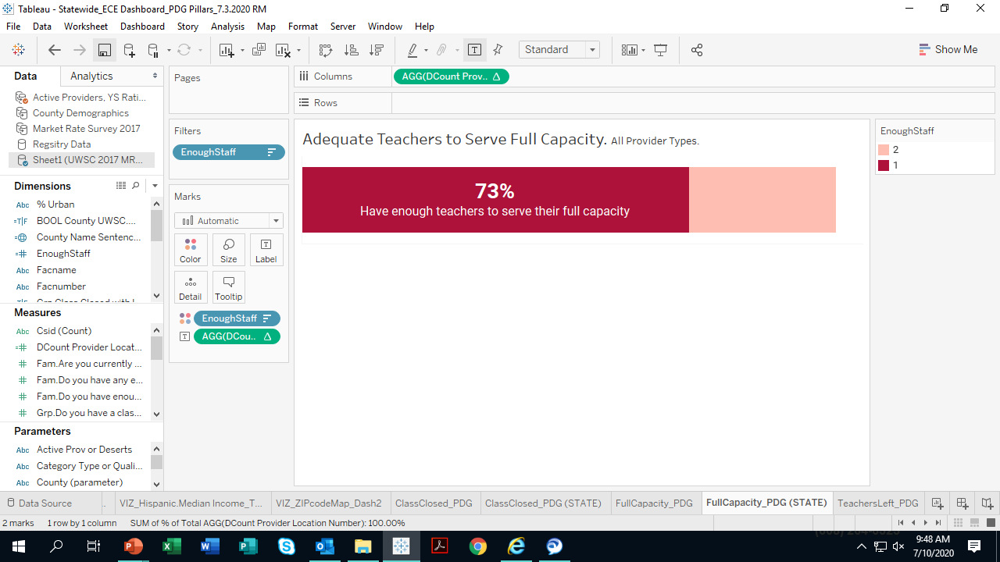 Tableau - Statewide_ECE Dashboard_PDG Pillars_7.3.2020 RM
File Data Worksheet Dashboard Story Analysis Map Format Server Window Help
Standard
Show Me
Data Analytics
Active Providers, YS Rati...
County Demographics
Market Rate Survey 2017
Regsitry Data
Sheet1 (UWSC 2017 MR...
Dimensions
Abc % Urban
=T|F BOOL County UWSC....
County Name Sentenc...
=# EnoughStaff
Abc Facname
Abc Facnumber
Measures
Abc Csid (Count)
=# DCount Provider Locat...
# Fam.Are you currently ...
# Fam.Do you have any e...
# Fam.Do you have enou...
# Grp.Do you have a clas...
Parameters
Abc Active Prov or Deserts
Abc Category Type or Quali...
Abc County (parameter)
Pages
Filters
EnoughStaff
Marks
Automatic
Color Size Label
Detail Tooltip
EnoughStaff
AGG(DCou.. Δ
Columns AGG(DCount Prov.. Δ
Rows
Adequate Teachers to Serve Full Capacity. All Provider Types.
73%
Have enough teachers to serve their full capacity
EnoughStaff
2
1
Data Source VIZ_Hispanic.Median Income_T... VIZ_ZIPcodeMap_Dash2 ClassClosed_PDG ClassClosed_PDG (STATE) FullCapacity_PDG FullCapacity_PDG (STATE) TeachersLeft_PDG
2 marks 1 row by 1 column SUM of % of Total AGG(DCount Provider Location Number): 100.00%
9:48 AM
7/10/2020